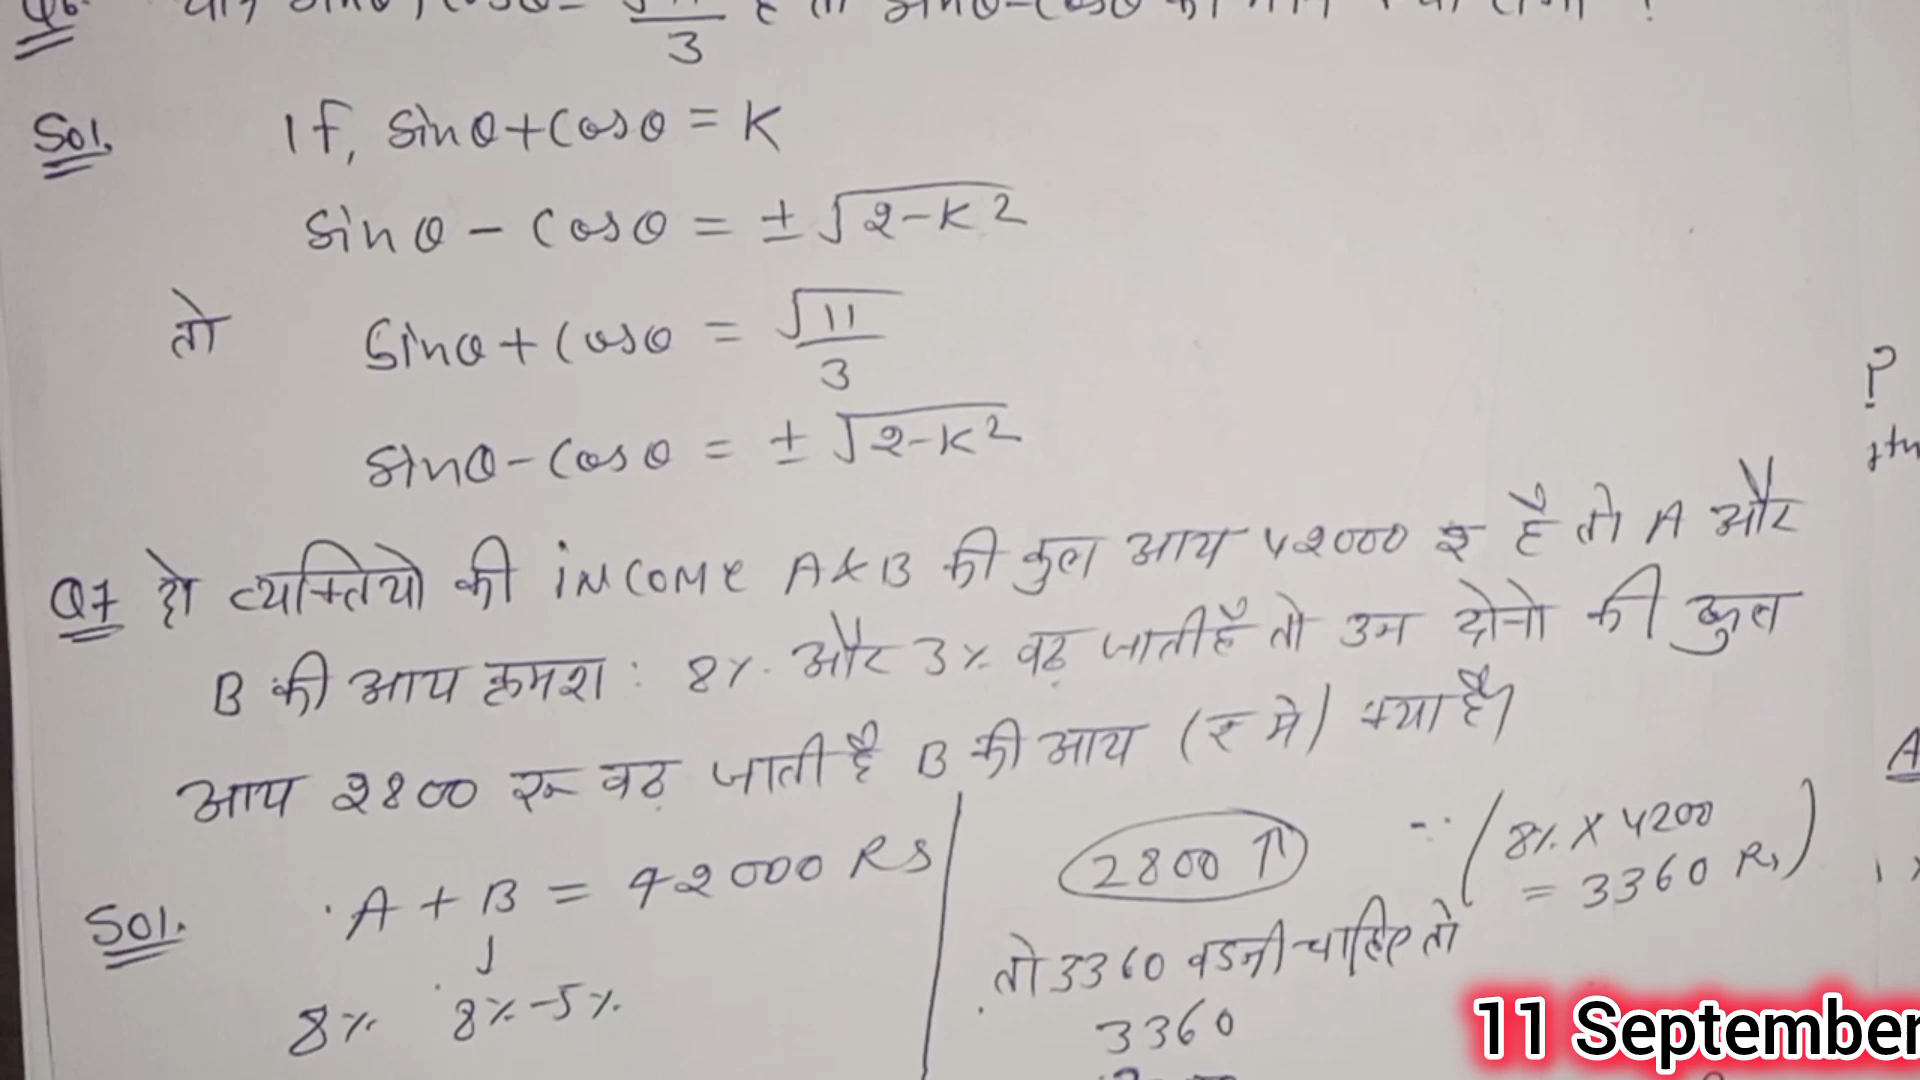 3
Sol. If, sinθ+cosθ = K
sinθ - cosθ = ±√2-K2
तो sinθ + cosθ = √11/3
sinθ - cosθ = ±√2-K2
?
Q7 दो व्यक्तियो की INCOME A & B की कुल आय 42000 रु है तो A और
B की आय क्रमश: 8% और 3% बढ़ जाती है तो उन दोनो की कुल
आय 2800 रु बढ़ जाती है B की आय (रु मे) क्या है।
Sol. A + B = 42000 RS
8% 8%-5%
2800 ↑ (8% X 4200
= 3360 Rs)
तो 3360 बडनी चाहिए तो
3360
A
11 September